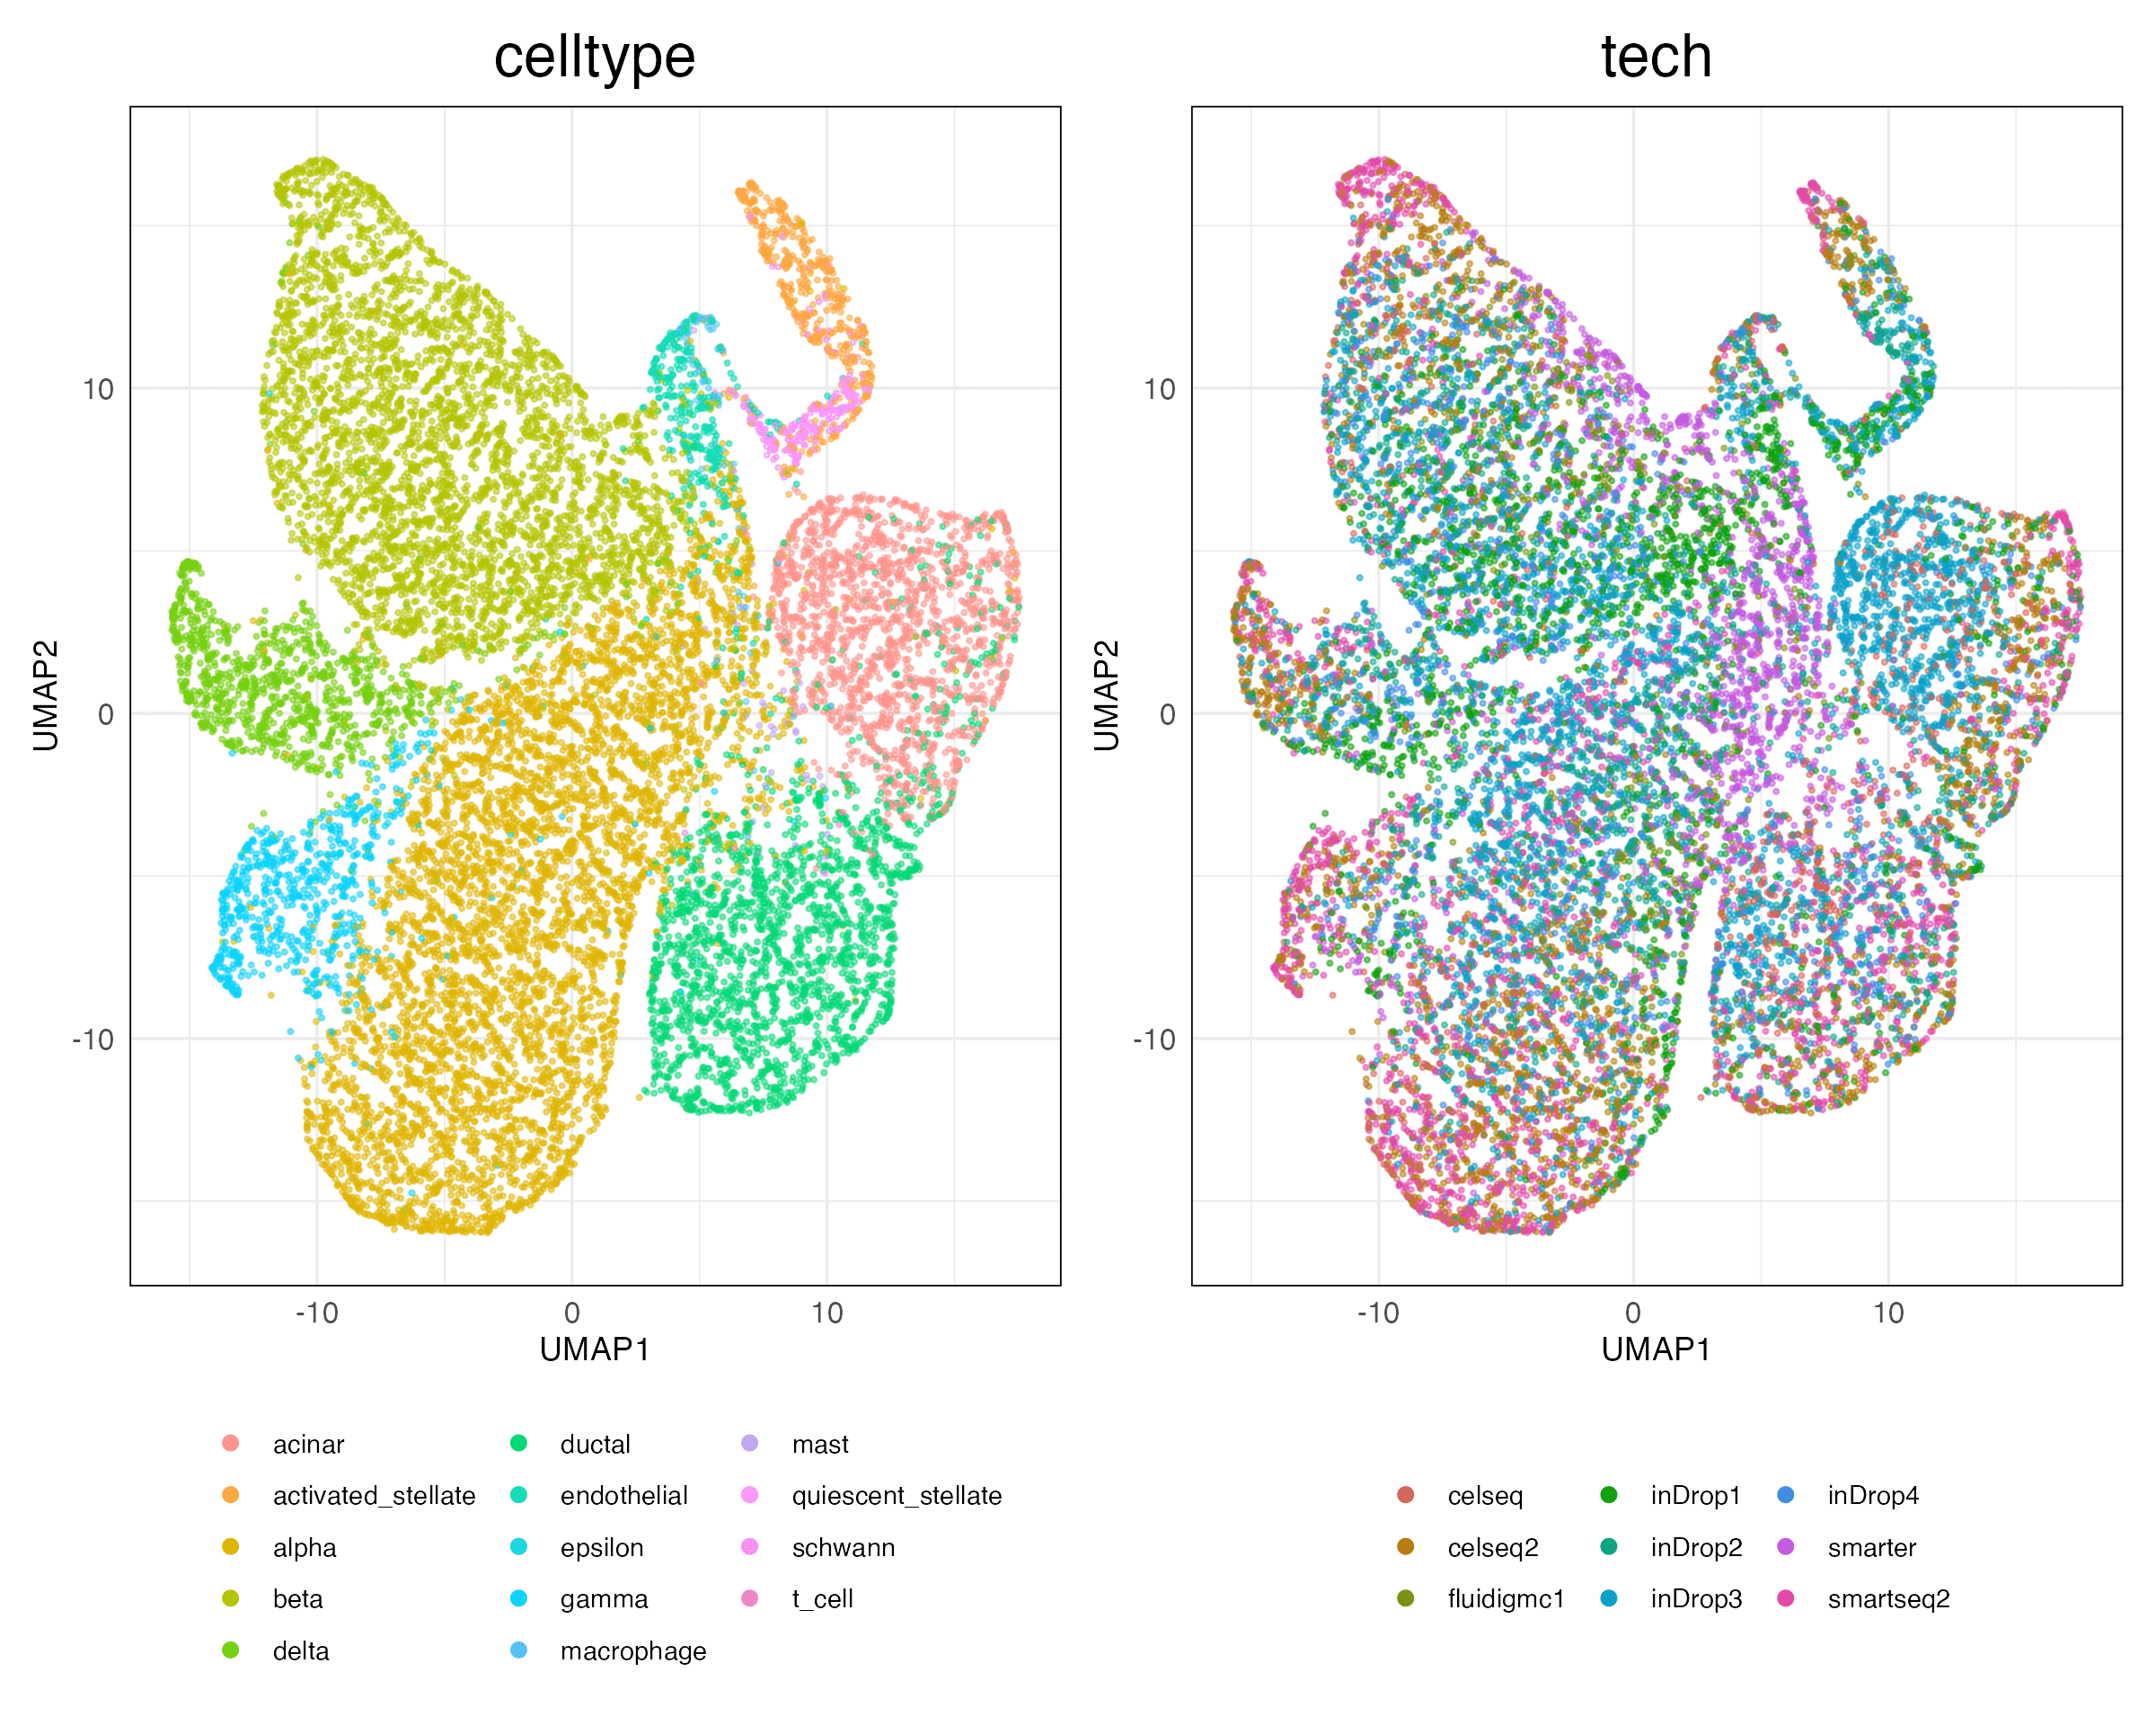 celltype
tech
UMAP2
10
0
-10
-10
0
10
UMAP1
UMAP2
10
0
-10
-10
0
10
UMAP1
acinar
activated_stellate
alpha
beta
delta
ductal
endothelial
epsilon
gamma
macrophage
mast
quiescent_stellate
schwann
t_cell
celseq
celseq2
fluidigmc1
inDrop1
inDrop2
inDrop3
inDrop4
smarter
smartseq2